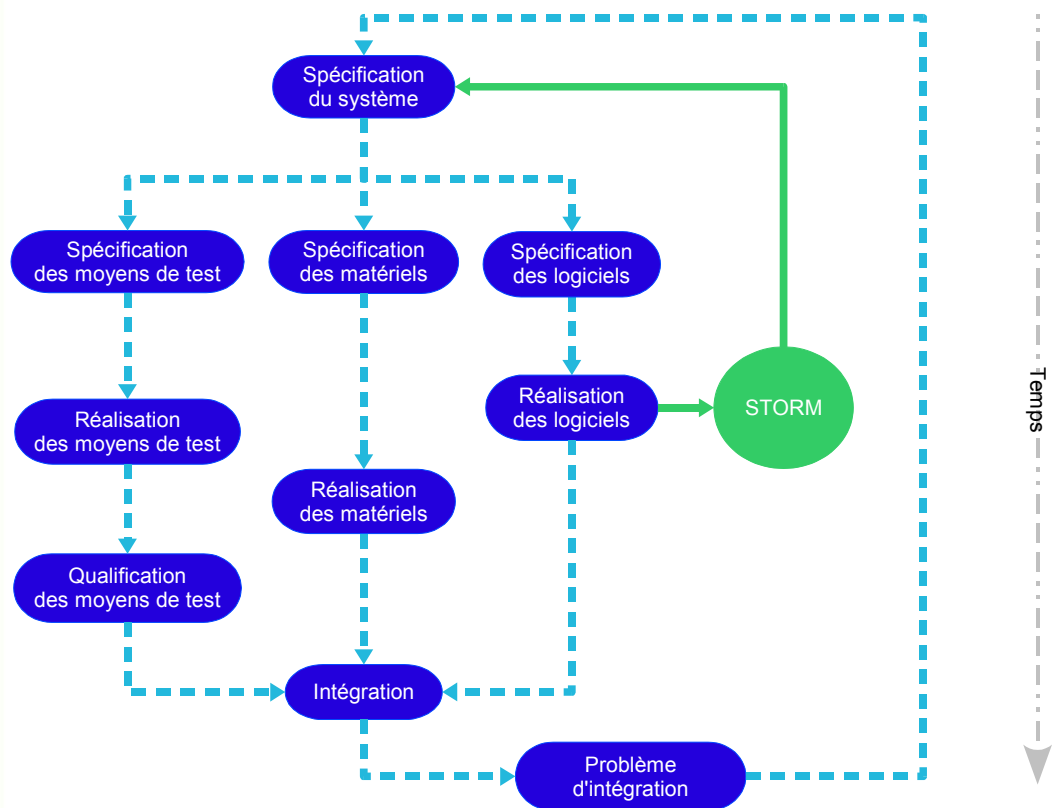 Spécification
du système
Spécification
des moyens de test
Spécification
des matériels
Spécification
des logiciels
Réalisation
des moyens de test
Réalisation
des logiciels
STORM
Temps
Réalisation
des matériels
Qualification
des moyens de test
Intégration
Problème
d'intégration